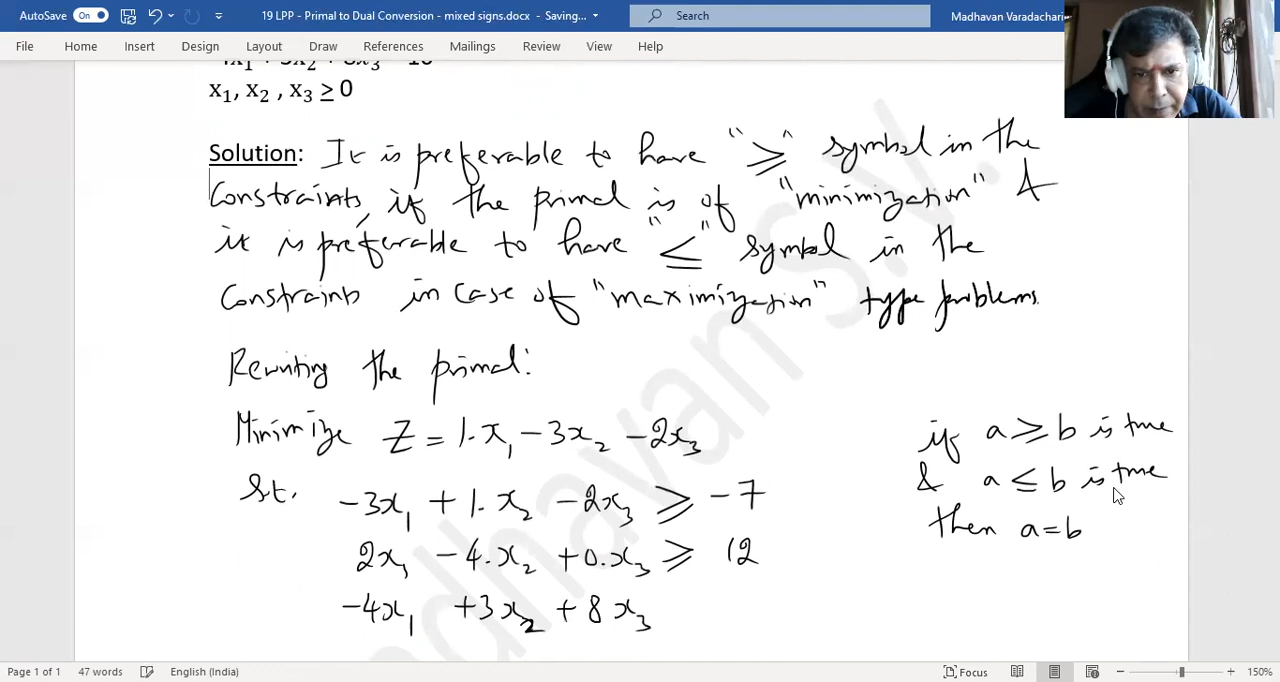 AutoSave On 19 LPP - Primal to Dual Conversion - mixed signs.docx - Saving... Search Madhavan Varadachari
File Home Insert Design Layout References Mailings Review View Help
x₁, x₂ , x₃ ≥ 0
Solution: It is preferable to have "≥" symbol in the
Constraints, if the primal is of "minimization" &
it is preferable to have "≤" symbol in the
Constraints in case of "maximization" type problems.
Rewriting the primal:
Minimize Z = 1.x₁ - 3x₂ - 2x₃
St. -3x₁ + 1.x₂ - 2x₃ ≥ -7
2x₁ - 4.x₂ + 0.x₃ ≥ 12
-4x₁ + 3x₂ + 8x₃
if a ≥ b is true
& a ≤ b is true
then a = b
adhavan S. V.
Page 1 of 1 47 words English (India) Focus 150%